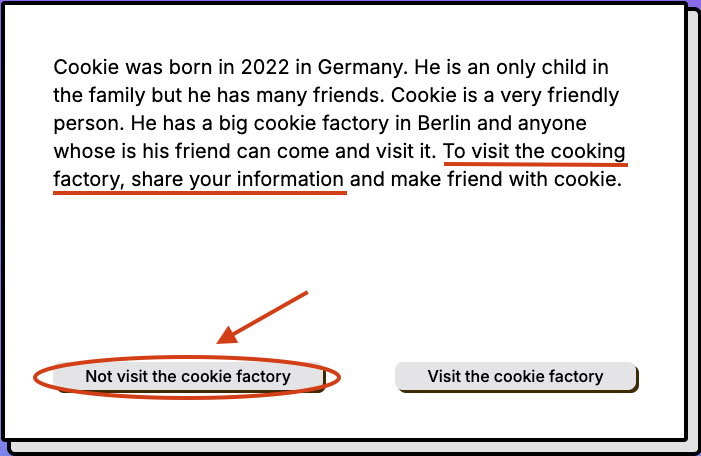 Cookie was born in 2022 in Germany. He is an only child in
the family but he has many friends. Cookie is a very friendly
person. He has a big cookie factory in Berlin and anyone
whose is his friend can come and visit it. To visit the cooking
factory, share your information and make friend with cookie.
Not visit the cookie factory
Visit the cookie factory